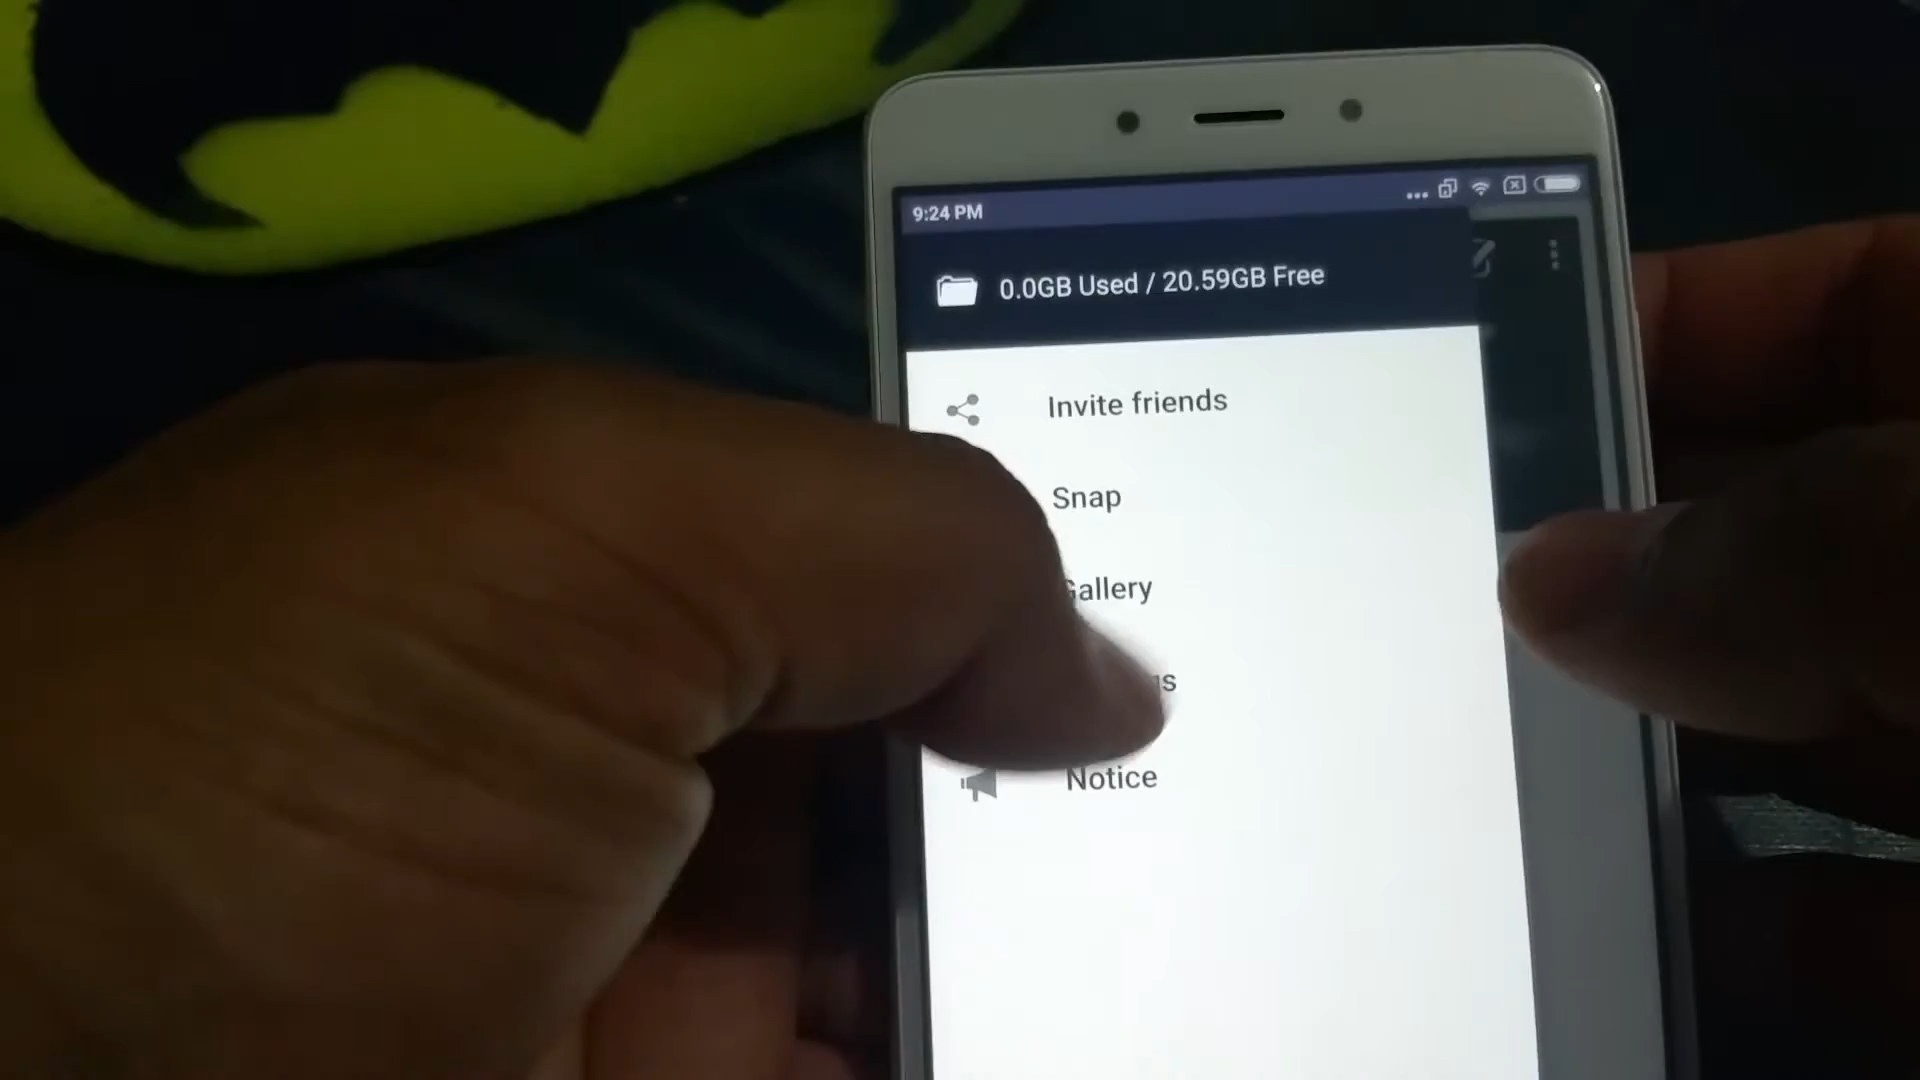 9:24 PM
0.0GB Used / 20.59GB Free
Invite friends
Snap
Gallery
Notice